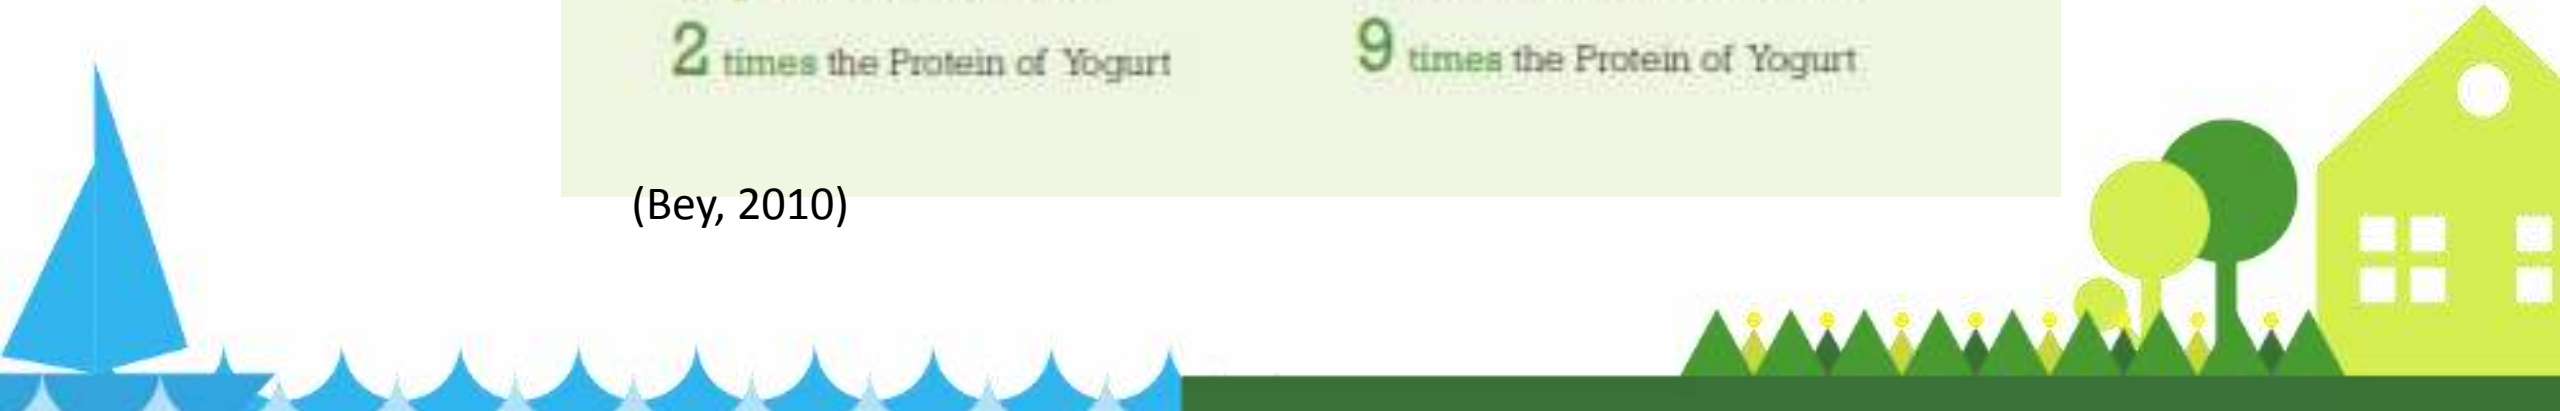 2 times the Protein of Yogurt
9 times the Protein of Yogurt
(Bey, 2010)